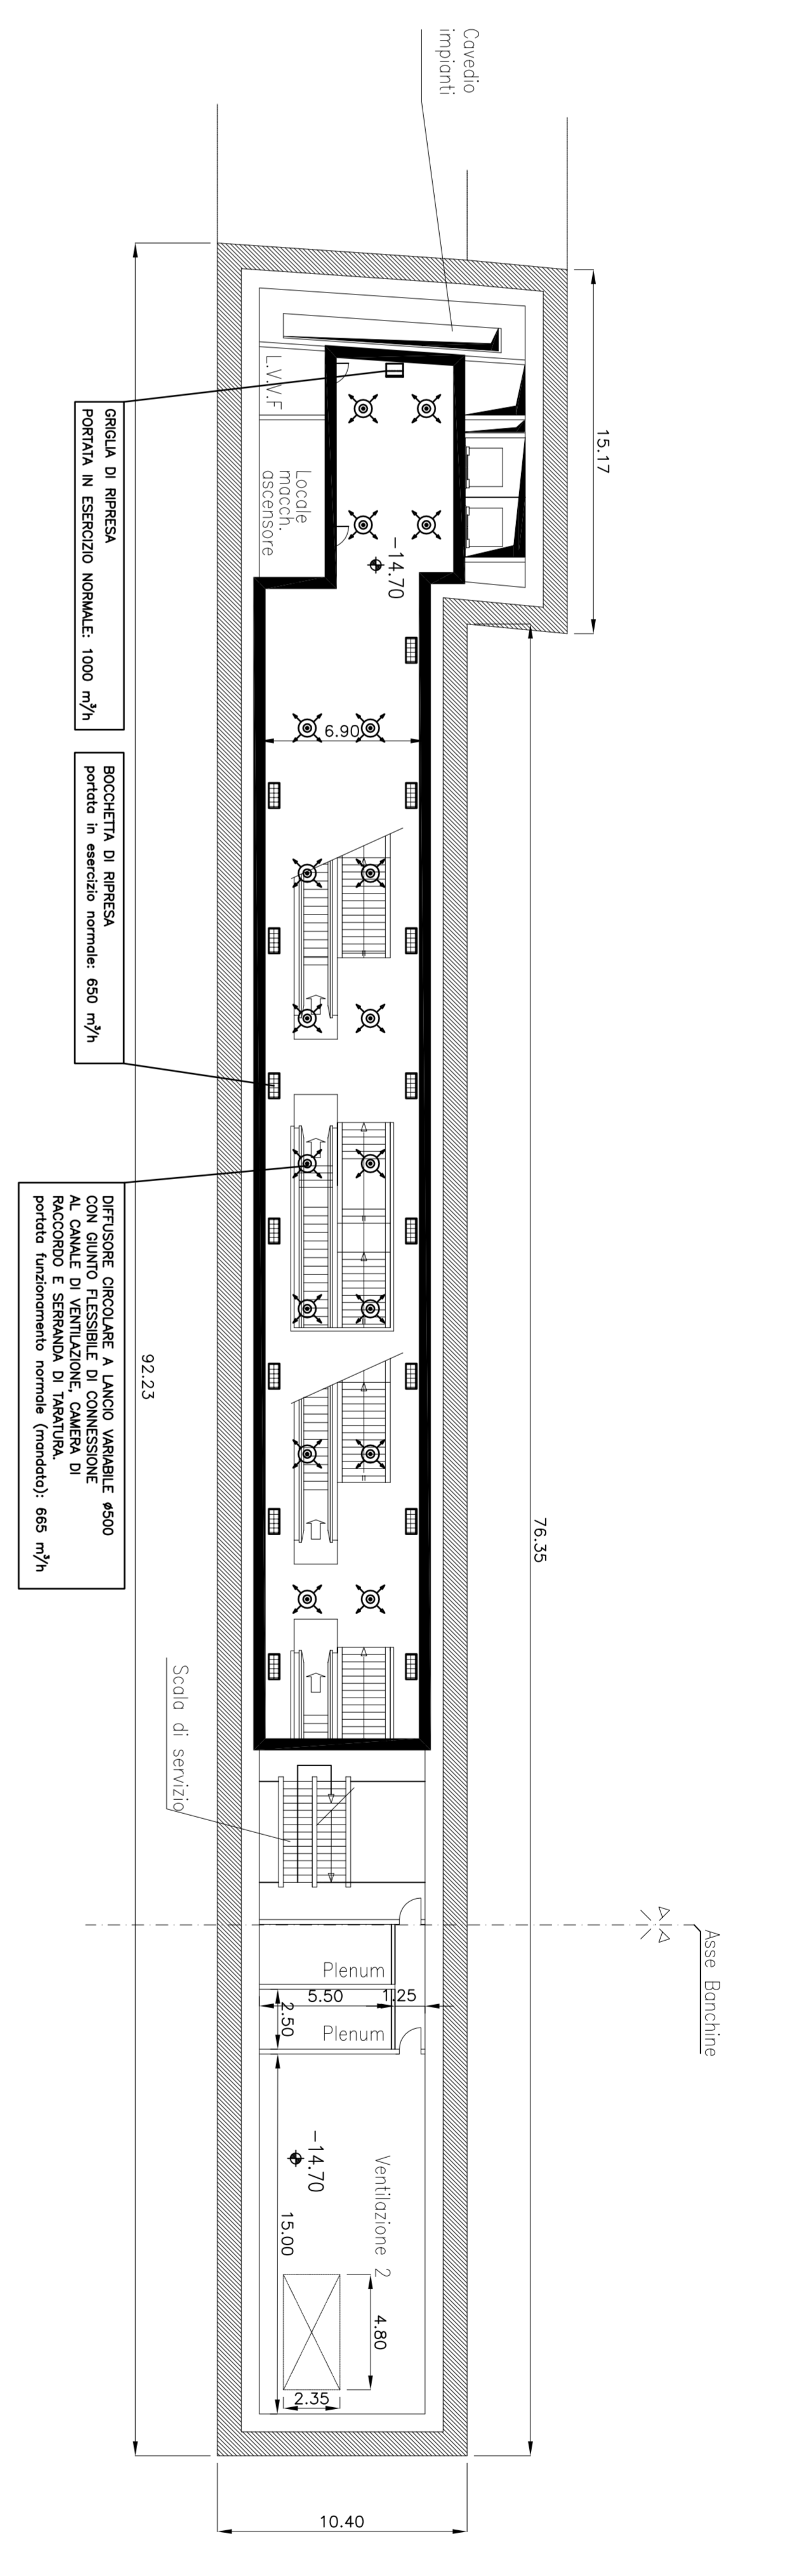 Cavedio
impianti
15.17
L.V.V.F
Locale
macch.
ascensore
-14.70
GRIGLIA DI RIPRESA
PORTATA IN ESERCIZIO NORMALE: 1000 m³/h
6.90
BOCCHETTA DI RIPRESA
portata in esercizio normale: 650 m³/h
DIFFUSORE CIRCOLARE A LANCIO VARIABILE ø500
CON GIUNTO FLESSIBILE DI CONNESSIONE
AL CANALE DI VENTILAZIONE, CAMERA DI
RACCORDO E SERRANDA DI TARATURA.
portata funzionamento normale (mandata): 665 m³/h
92.23
76.35
Scala di servizio
Asse Banchine
Plenum
5.50
1.25
2.50
Plenum
-14.70
Ventilazione 2
15.00
4.80
2.35
10.40